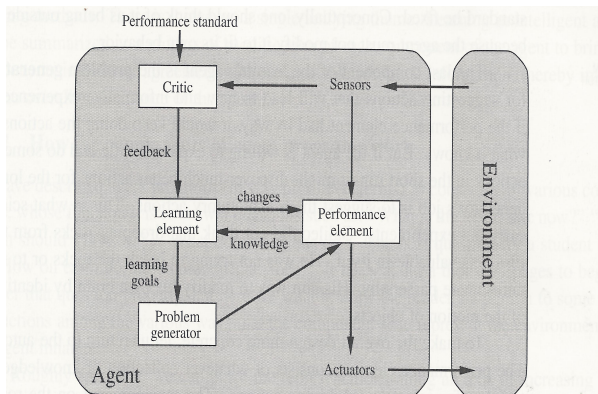 Performance standard
Critic
Sensors
feedback
changes
Learning
element
Performance
element
knowledge
learning
goals
Problem
generator
Agent
Actuators
Environment